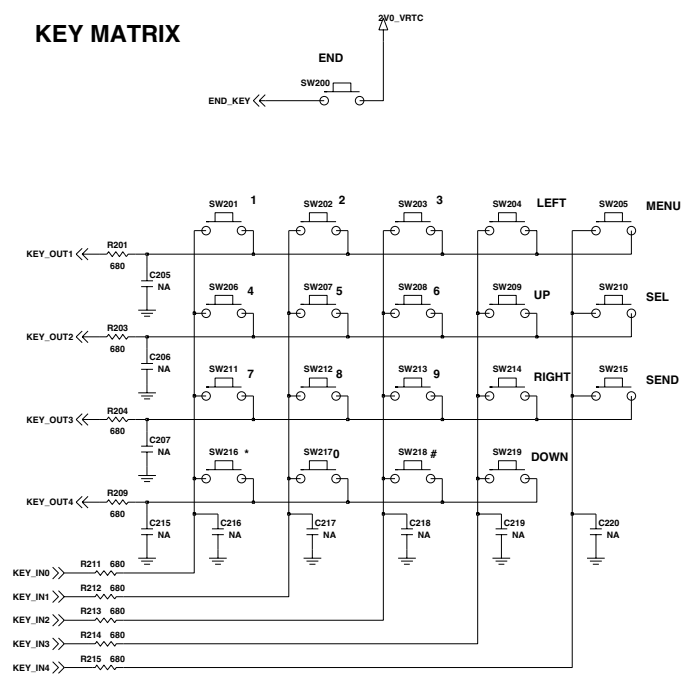 2V0_VRTC
KEY MATRIX
END
SW200
END_KEY
SW201 1 SW202 2 SW203 3 SW204 LEFT SW205 MENU
R201
KEY_OUT1
680
C205
NA
SW206 4 SW207 5 SW208 6 SW209 UP SW210 SEL
R203
KEY_OUT2
680
C206
NA
SW211 7 SW212 8 SW213 9 SW214 RIGHT SW215 SEND
R204
KEY_OUT3
680
C207
NA
SW216 * SW217 0 SW218 # SW219 DOWN
R209
KEY_OUT4
680
C215 C216 C217 C218 C219 C220
NA NA NA NA NA NA
R211 680
KEY_IN0
R212 680
KEY_IN1
R213 680
KEY_IN2
R214 680
KEY_IN3
R215 680
KEY_IN4